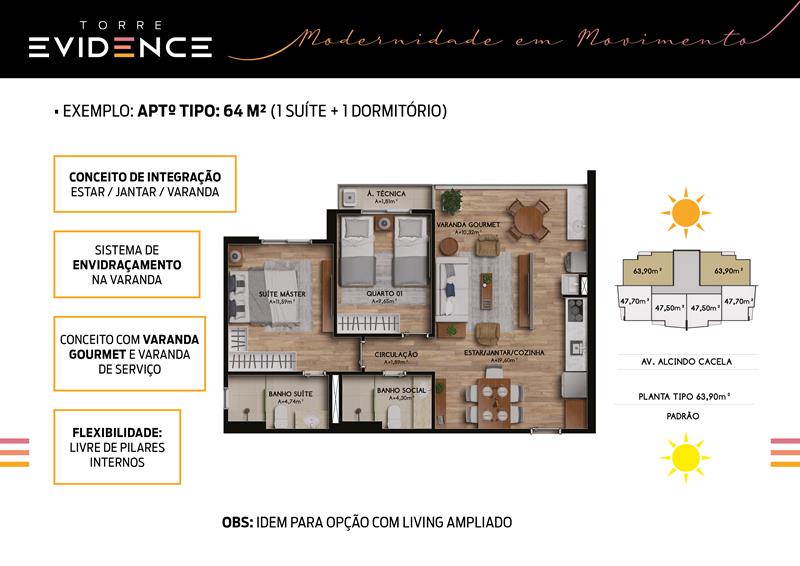 TORRE
EVIDENCE
Modernidade em Movimento
• EXEMPLO: APTº TIPO: 64 M² (1 SUÍTE + 1 DORMITÓRIO)
CONCEITO DE INTEGRAÇÃO
ESTAR / JANTAR / VARANDA
SISTEMA DE
ENVIDRAÇAMENTO
NA VARANDA
CONCEITO COM VARANDA
GOURMET E VARANDA
DE SERVIÇO
FLEXIBILIDADE:
LIVRE DE PILARES
INTERNOS
Á. TÉCNICA
A=1,81m²
VARANDA GOURMET
A=10,32m²
SUÍTE MÁSTER
A=11,59m²
QUARTO 01
A=9,65m²
CIRCULAÇÃO
A=1,89m²
ESTAR/JANTAR/COZINHA
A=19,60m²
BANHO SUÍTE
A=4,74m²
BANHO SOCIAL
A=4,30m²
63,90m²
63,90m²
47,70m²
47,50m²
47,50m²
47,70m²
AV. ALCINDO CACELA
PLANTA TIPO 63,90m²
PADRÃO
OBS: IDEM PARA OPÇÃO COM LIVING AMPLIADO